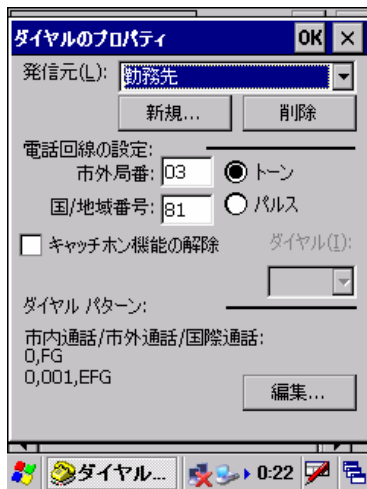 ダイヤルのプロパティ OK ×
発信元(L): 勤務先
新規... 削除
電話回線の設定:
市外局番: 03 トーン
国/地域番号: 81 パルス
キャッチホン機能の解除 ダイヤル(I):
ダイヤル パターン:
市内通話/市外通話/国際通話:
0,FG
0,001,EFG
編集...
ダイヤル... 0:22